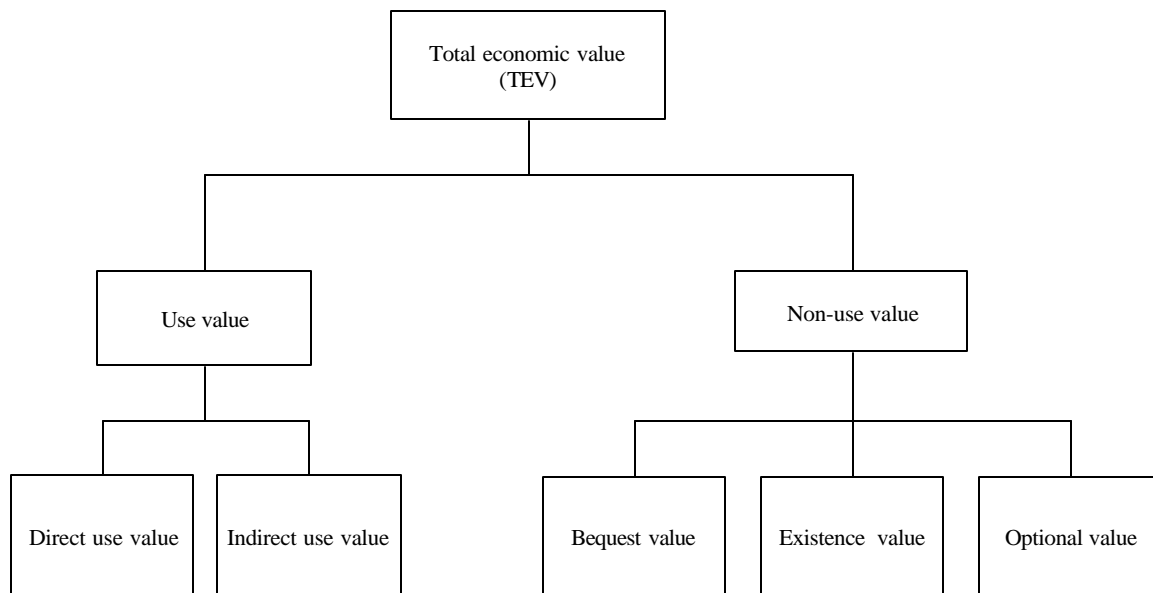 Total economic value
(TEV)
Use value
Non-use value
Direct use value
Indirect use value
Bequest value
Existence value
Optional value